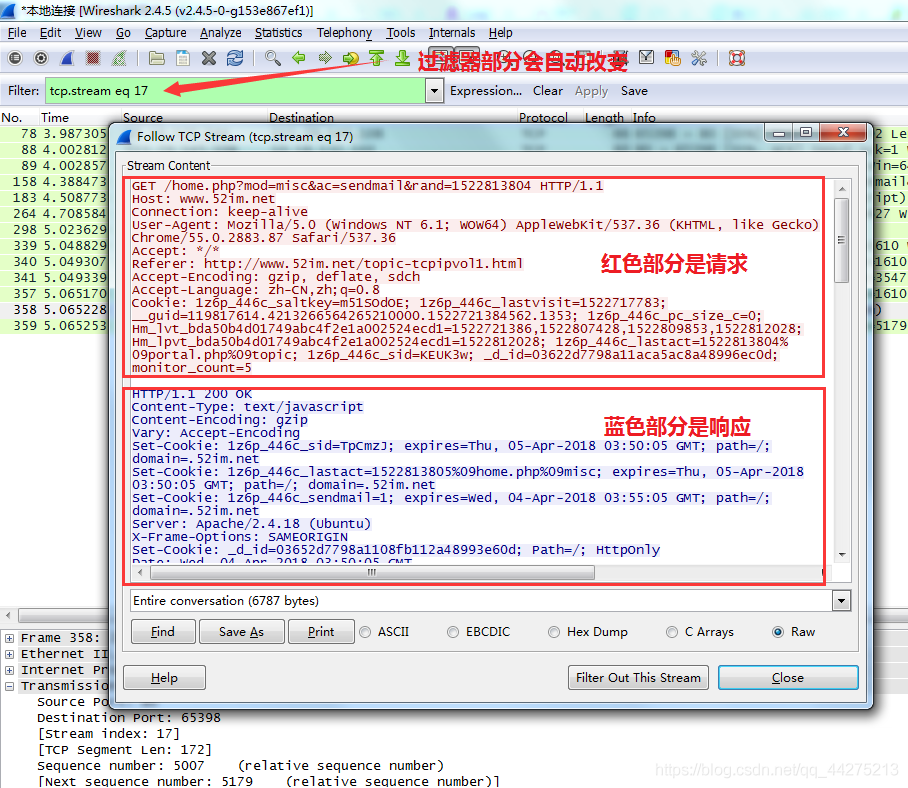 *本地连接 [Wireshark 2.4.5 (v2.4.5-0-g153e867ef1)]
File Edit View Go Capture Analyze Statistics Telephony Tools Internals Help
过滤器部分会自动改变
Filter: tcp.stream eq 17 Expression... Clear Apply Save
No. Time Source Destination Protocol Length Info
78 3.987305
88 4.002812
89 4.002857
158 4.388473
183 4.508773
264 4.708584
298 5.023629
339 5.048829
340 5.049307
341 5.049339
357 5.065170
358 5.065228
359 5.065253
Follow TCP Stream (tcp.stream eq 17)
Stream Content
GET /home.php?mod=misc&ac=sendmail&rand=1522813804 HTTP/1.1
Host: www.52im.net
Connection: keep-alive
User-Agent: Mozilla/5.0 (Windows NT 6.1; WOW64) AppleWebKit/537.36 (KHTML, like Gecko)
Chrome/55.0.2883.87 Safari/537.36
Accept: */*
Referer: http://www.52im.net/topic-tcpipvol1.html
红色部分是请求
Accept-Encoding: gzip, deflate, sdch
Accept-Language: zh-CN,zh;q=0.8
Cookie: 1z6p_446c_saltkey=m51SOdOE; 1z6p_446c_lastvisit=1522717783;
__guid=119817614.4213266564265210000.1522721384562.1353; 1z6p_446c_pc_size_c=0;
Hm_lvt_bda50b4d01749abc4f2e1a002524ecd1=1522721386,1522807428,1522809853,1522812028;
Hm_lpvt_bda50b4d01749abc4f2e1a002524ecd1=1522812028; 1z6p_446c_lastact=1522813804%
09portal.php%09topic; 1z6p_446c_sid=KEUK3w; _d_id=03622d7798a11aca5ac8a48996ec0d;
monitor_count=5
HTTP/1.1 200 OK
Content-Type: text/javascript
Content-Encoding: gzip
蓝色部分是响应
Vary: Accept-Encoding
Set-Cookie: 1z6p_446c_sid=TpCmzJ; expires=Thu, 05-Apr-2018 03:50:05 GMT; path=/;
domain=.52im.net
Set-Cookie: 1z6p_446c_lastact=1522813805%09home.php%09misc; expires=Thu, 05-Apr-2018
03:50:05 GMT; path=/; domain=.52im.net
Set-Cookie: 1z6p_446c_sendmail=1; expires=Wed, 04-Apr-2018 03:55:05 GMT; path=/;
domain=.52im.net
Server: Apache/2.4.18 (Ubuntu)
X-Frame-Options: SAMEORIGIN
Set-Cookie: _d_id=03652d7798a1108fb112a48993e60d; Path=/; HttpOnly
Date: Wed, 04 Apr 2018 03:50:05 GMT
Entire conversation (6787 bytes)
Find Save As Print ASCII EBCDIC Hex Dump C Arrays Raw
Help Filter Out This Stream Close
Frame 358:
Ethernet II
Internet Pr
Transmissio
Source Po
Destination Port: 65398
[Stream index: 17]
[TCP Segment Len: 172]
Sequence number: 5007 (relative sequence number)
[Next sequence number: 5179 (relative sequence number)]
https://blog.csdn.net/qq_44275213